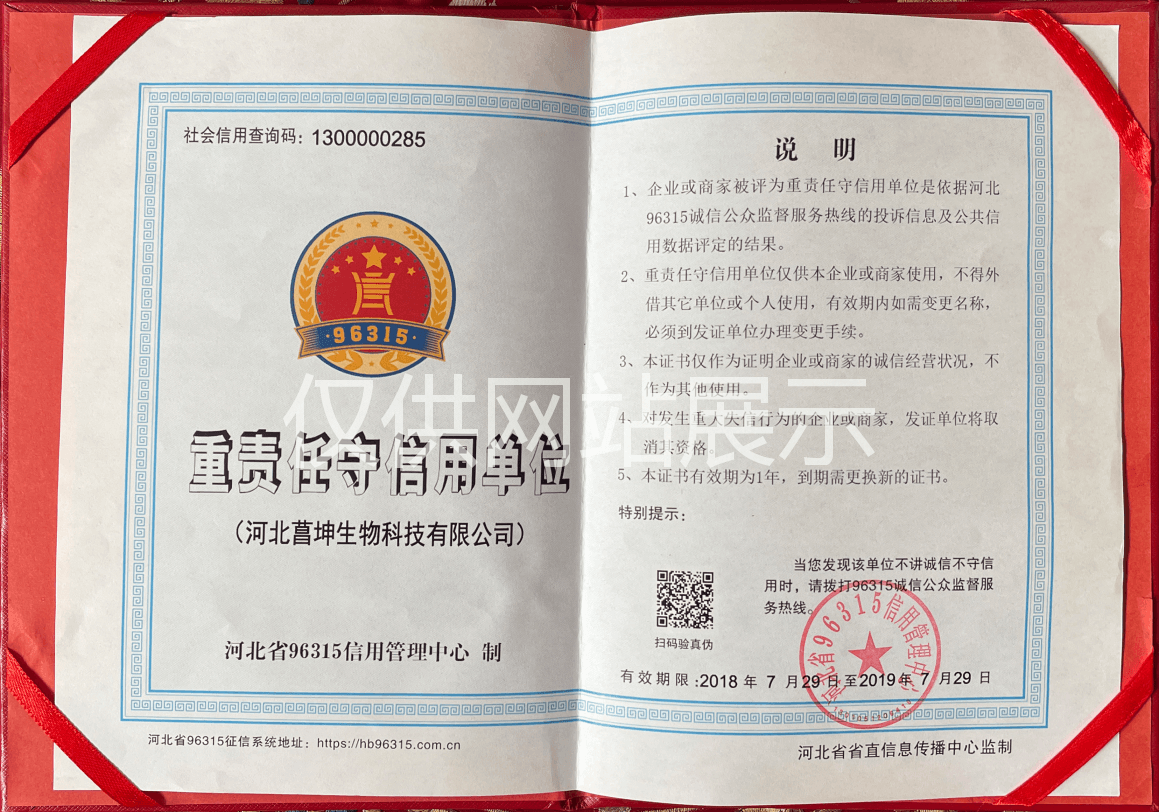 社会信用查询码：1300000285
96315
重责任守信用单位
（河北菖坤生物科技有限公司）
河北省96315信用管理中心 制
河北省96315征信系统地址：https://hb96315.com.cn
说 明
1、企业或商家被评为重责任守信用单位是依据河北
96315诚信公众监督服务热线的投诉信息及公共信
用数据评定的结果。
2、重责任守信用单位仅供本企业或商家使用，不得外
借其它单位或个人使用，有效期内如需变更名称，
必须到发证单位办理变更手续。
3、本证书仅作为证明企业或商家的诚信经营状况，不
作为其他使用。
4、对发生重大失信行为的企业或商家，发证单位将取
消其资格。
5、本证书有效期为1年，到期需更换新的证书。
特别提示：
当您发现该单位不讲诚信不守信
用时，请拨打96315诚信公众监督服
务热线。
扫码验真伪
河北省96315信用管理中心
有效期限：2018 年 7 月 29 日至2019 年 7 月 29 日
河北省省直信息传播中心监制
仅供网站展示